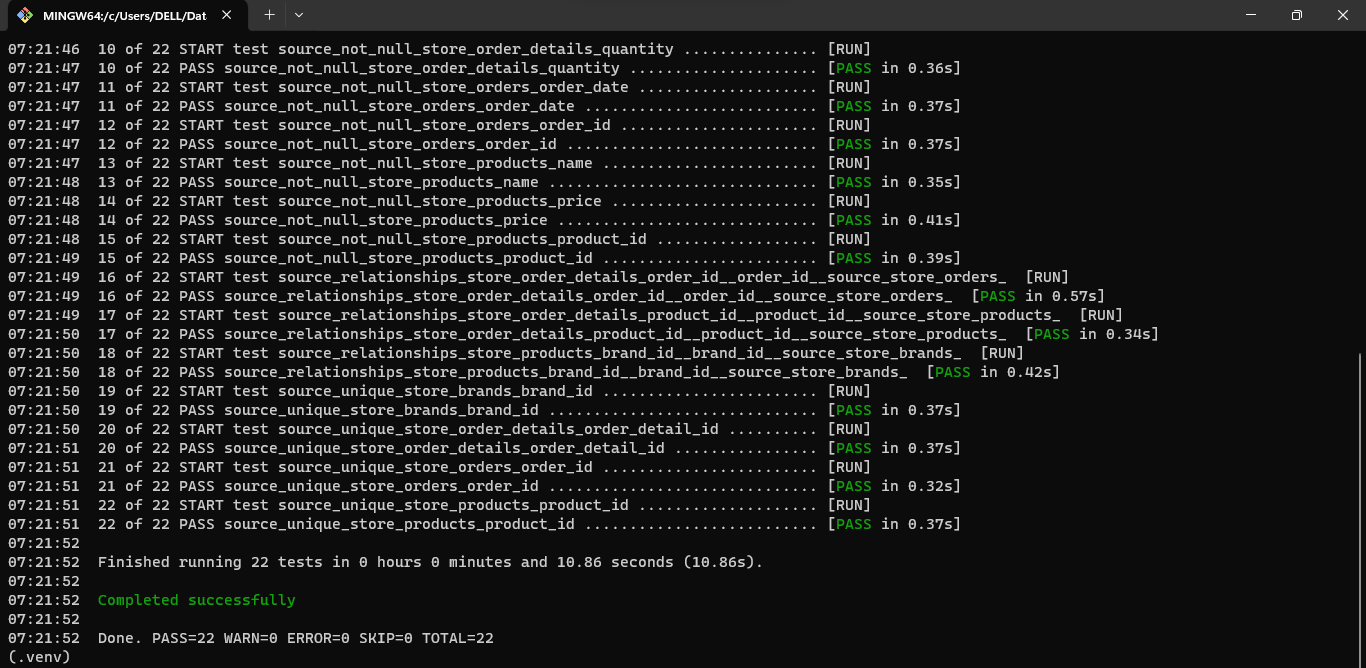 MINGW64:/c/Users/DELL/Dat
07:21:46  10 of 22 START test source_not_null_store_order_details_quantity ............... [RUN]
07:21:47  10 of 22 PASS source_not_null_store_order_details_quantity ..................... [PASS in 0.36s]
07:21:47  11 of 22 START test source_not_null_store_orders_order_date .................... [RUN]
07:21:47  11 of 22 PASS source_not_null_store_orders_order_date .......................... [PASS in 0.37s]
07:21:47  12 of 22 START test source_not_null_store_orders_order_id ...................... [RUN]
07:21:47  12 of 22 PASS source_not_null_store_orders_order_id ............................ [PASS in 0.37s]
07:21:47  13 of 22 START test source_not_null_store_products_name ........................ [RUN]
07:21:48  13 of 22 PASS source_not_null_store_products_name .............................. [PASS in 0.35s]
07:21:48  14 of 22 START test source_not_null_store_products_price ....................... [RUN]
07:21:48  14 of 22 PASS source_not_null_store_products_price ............................. [PASS in 0.41s]
07:21:48  15 of 22 START test source_not_null_store_products_product_id .................. [RUN]
07:21:49  15 of 22 PASS source_not_null_store_products_product_id ........................ [PASS in 0.39s]
07:21:49  16 of 22 START test source_relationships_store_order_details_order_id__order_id__source_store_orders_  [RUN]
07:21:49  16 of 22 PASS source_relationships_store_order_details_order_id__order_id__source_store_orders_  [PASS in 0.57s]
07:21:49  17 of 22 START test source_relationships_store_order_details_product_id__product_id__source_store_products_  [RUN]
07:21:50  17 of 22 PASS source_relationships_store_order_details_product_id__product_id__source_store_products_  [PASS in 0.34s]
07:21:50  18 of 22 START test source_relationships_store_products_brand_id__brand_id__source_store_brands_  [RUN]
07:21:50  18 of 22 PASS source_relationships_store_products_brand_id__brand_id__source_store_brands_  [PASS in 0.42s]
07:21:50  19 of 22 START test source_unique_store_brands_brand_id ........................ [RUN]
07:21:50  19 of 22 PASS source_unique_store_brands_brand_id .............................. [PASS in 0.37s]
07:21:50  20 of 22 START test source_unique_store_order_details_order_detail_id .......... [RUN]
07:21:51  20 of 22 PASS source_unique_store_order_details_order_detail_id ................ [PASS in 0.37s]
07:21:51  21 of 22 START test source_unique_store_orders_order_id ........................ [RUN]
07:21:51  21 of 22 PASS source_unique_store_orders_order_id .............................. [PASS in 0.32s]
07:21:51  22 of 22 START test source_unique_store_products_product_id .................... [RUN]
07:21:51  22 of 22 PASS source_unique_store_products_product_id .......................... [PASS in 0.37s]
07:21:52
07:21:52  Finished running 22 tests in 0 hours 0 minutes and 10.86 seconds (10.86s).
07:21:52
07:21:52  Completed successfully
07:21:52
07:21:52  Done. PASS=22 WARN=0 ERROR=0 SKIP=0 TOTAL=22
(.venv)